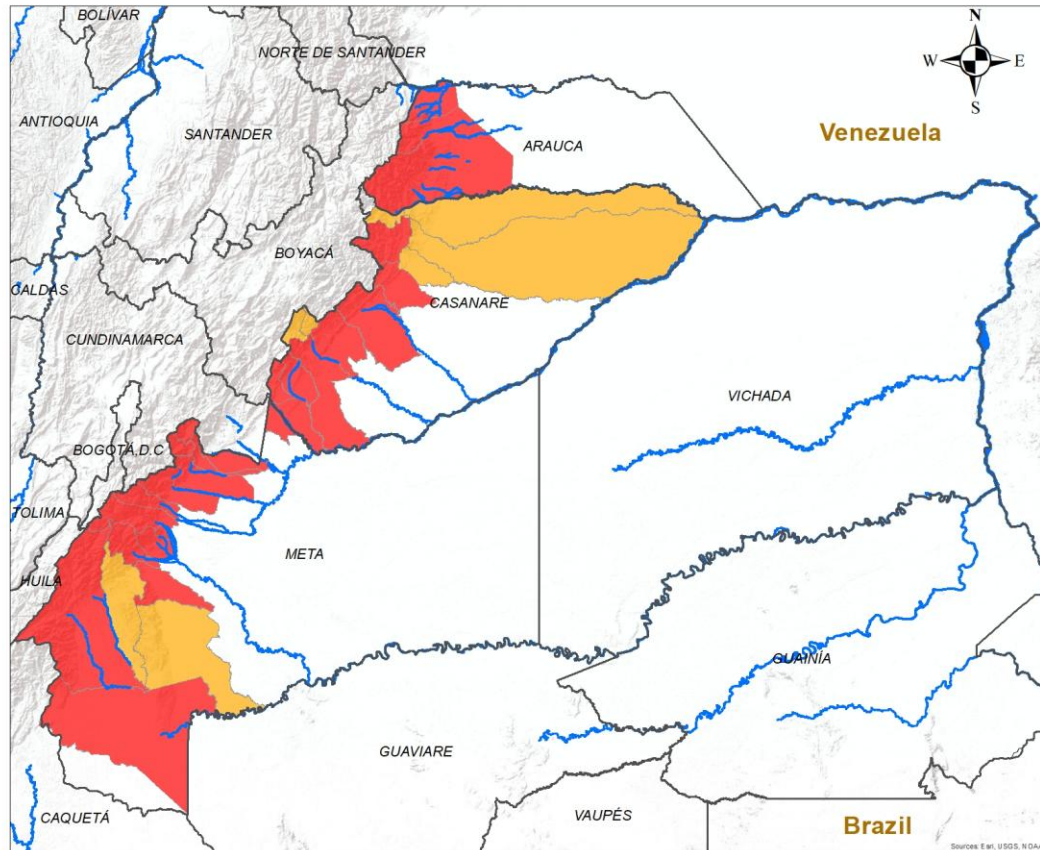 BOLÍVAR
N
NORTE DE SANTANDER
W E
S
ANTIOQUIA
SANTANDER
Venezuela
ARAUCA
BOYACÁ
CALDAS
CASANARE
CUNDINAMARCA
VICHADA
BOGOTÁ,D.C
TOLIMA
META
HUILA
GUAINÍA
GUAVIARE
CAQUETÁ
VAUPÉS
Brazil
Sources: Esri, USGS, NOAA